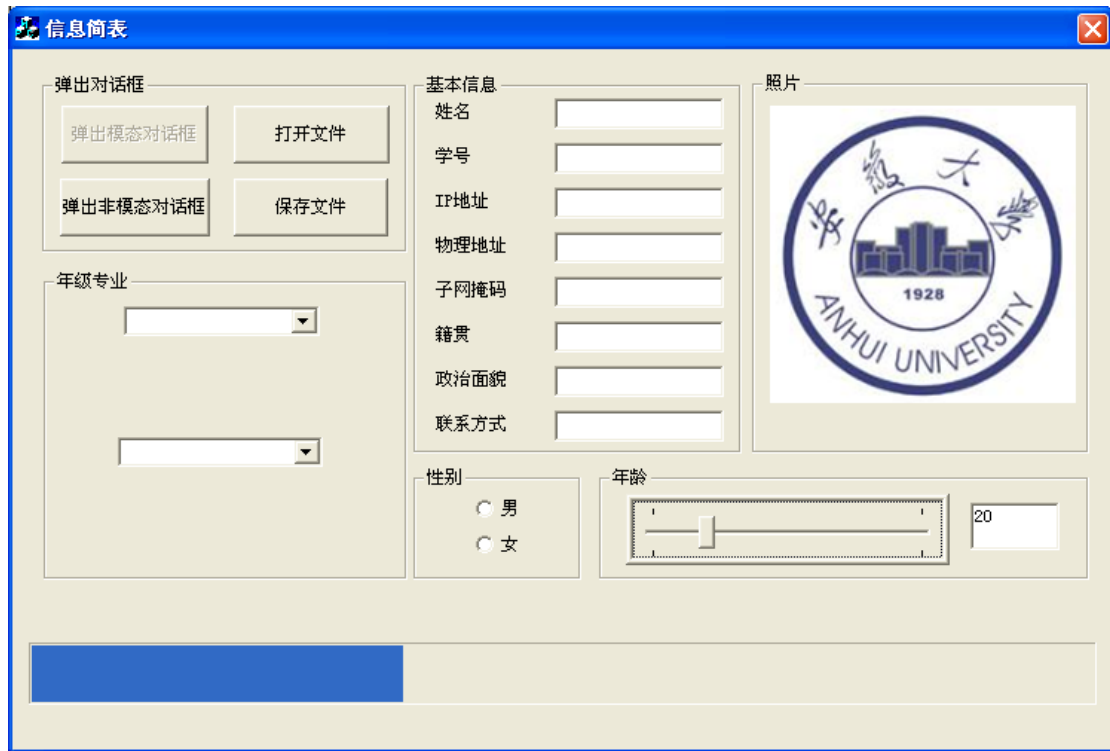 信息简表
弹出对话框
弹出模态对话框
打开文件
弹出非模态对话框
保存文件
年级专业
基本信息
姓名
学号
IP地址
物理地址
子网掩码
籍贯
政治面貌
联系方式
照片
安徽大学
1928
ANHUI UNIVERSITY
性别
男
女
年龄
20